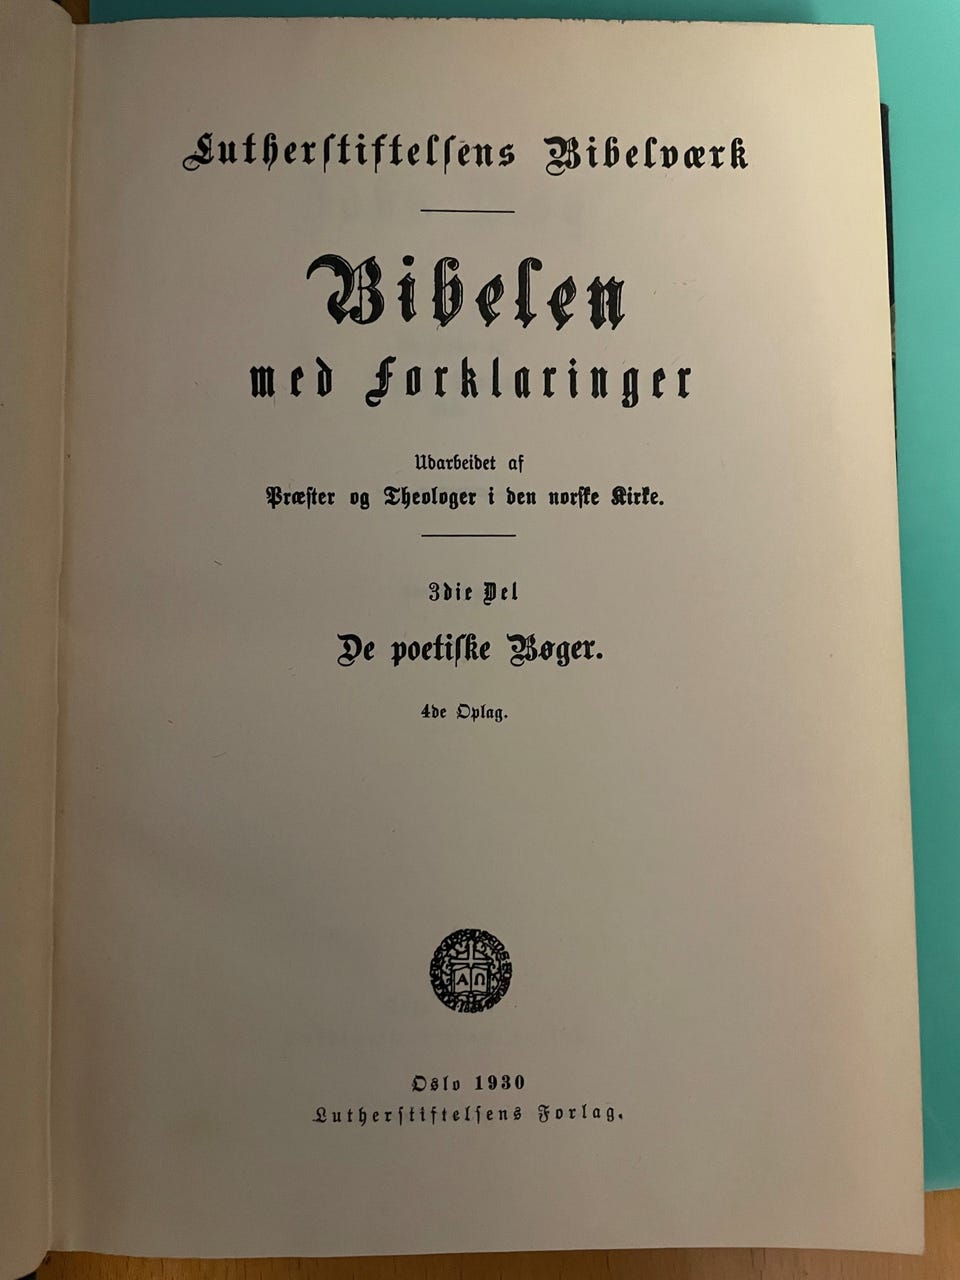 Lutherstiftelsens Bibelværk
Bibelen
med Forklaringer
Udarbeidet af
Præster og Theologer i den norske Kirke.
3die Del
De poetiske Bøger.
4de Oplag.
Α Ω
Oslo 1930
Lutherstiftelsens Forlag.